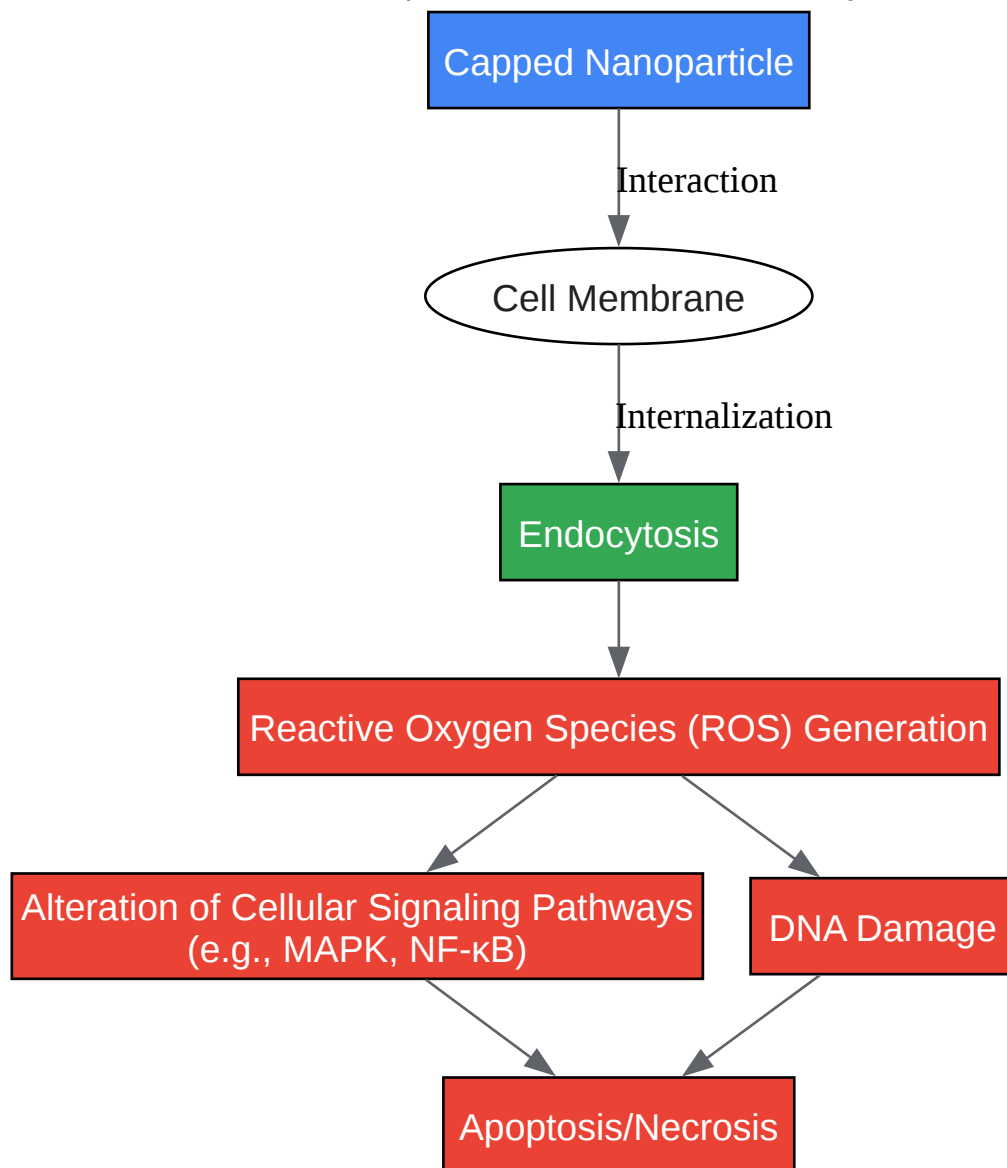 Capped Nanoparticle
Interaction
Cell Membrane
Internalization
Endocytosis
Reactive Oxygen Species (ROS) Generation
Alteration of Cellular Signaling Pathways
(e.g., MAPK, NF-κB)
DNA Damage
Apoptosis/Necrosis